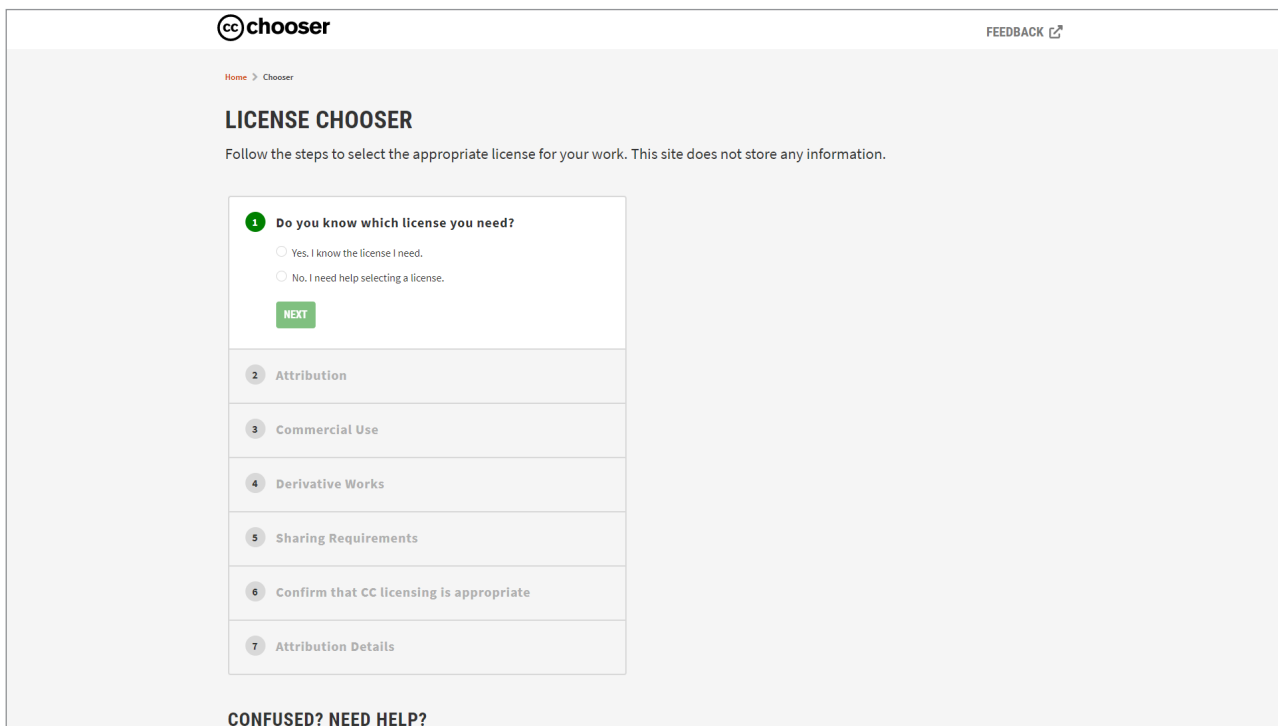 cc chooser
FEEDBACK
Home > Chooser
LICENSE CHOOSER
Follow the steps to select the appropriate license for your work. This site does not store any information.
1 Do you know which license you need?
Yes. I know the license I need.
No. I need help selecting a license.
NEXT
2 Attribution
3 Commercial Use
4 Derivative Works
5 Sharing Requirements
6 Confirm that CC licensing is appropriate
7 Attribution Details
CONFUSED? NEED HELP?